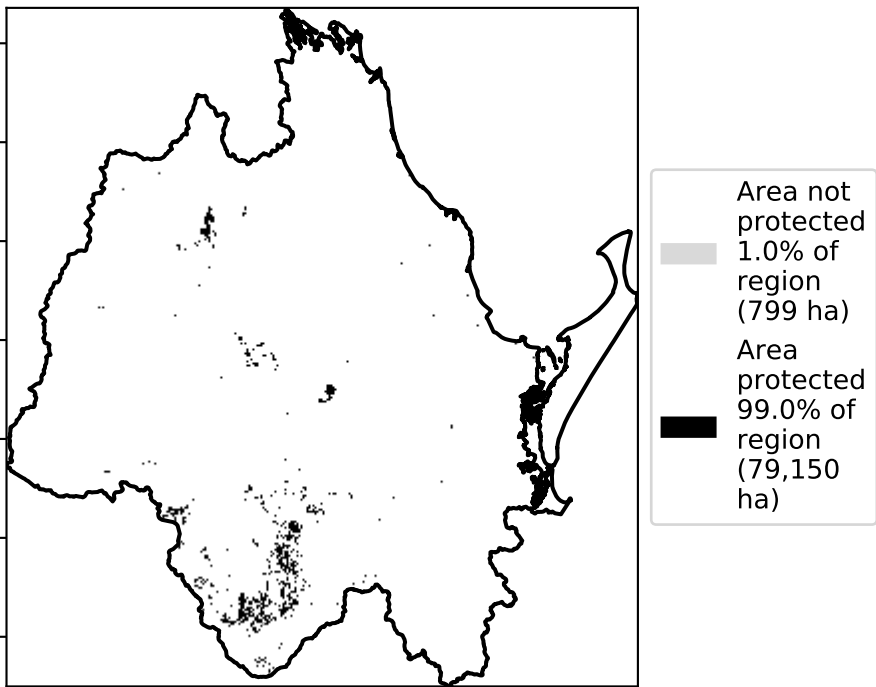 Area not
protected
1.0% of
region
(799 ha)
Area
protected
99.0% of
region
(79,150
ha)